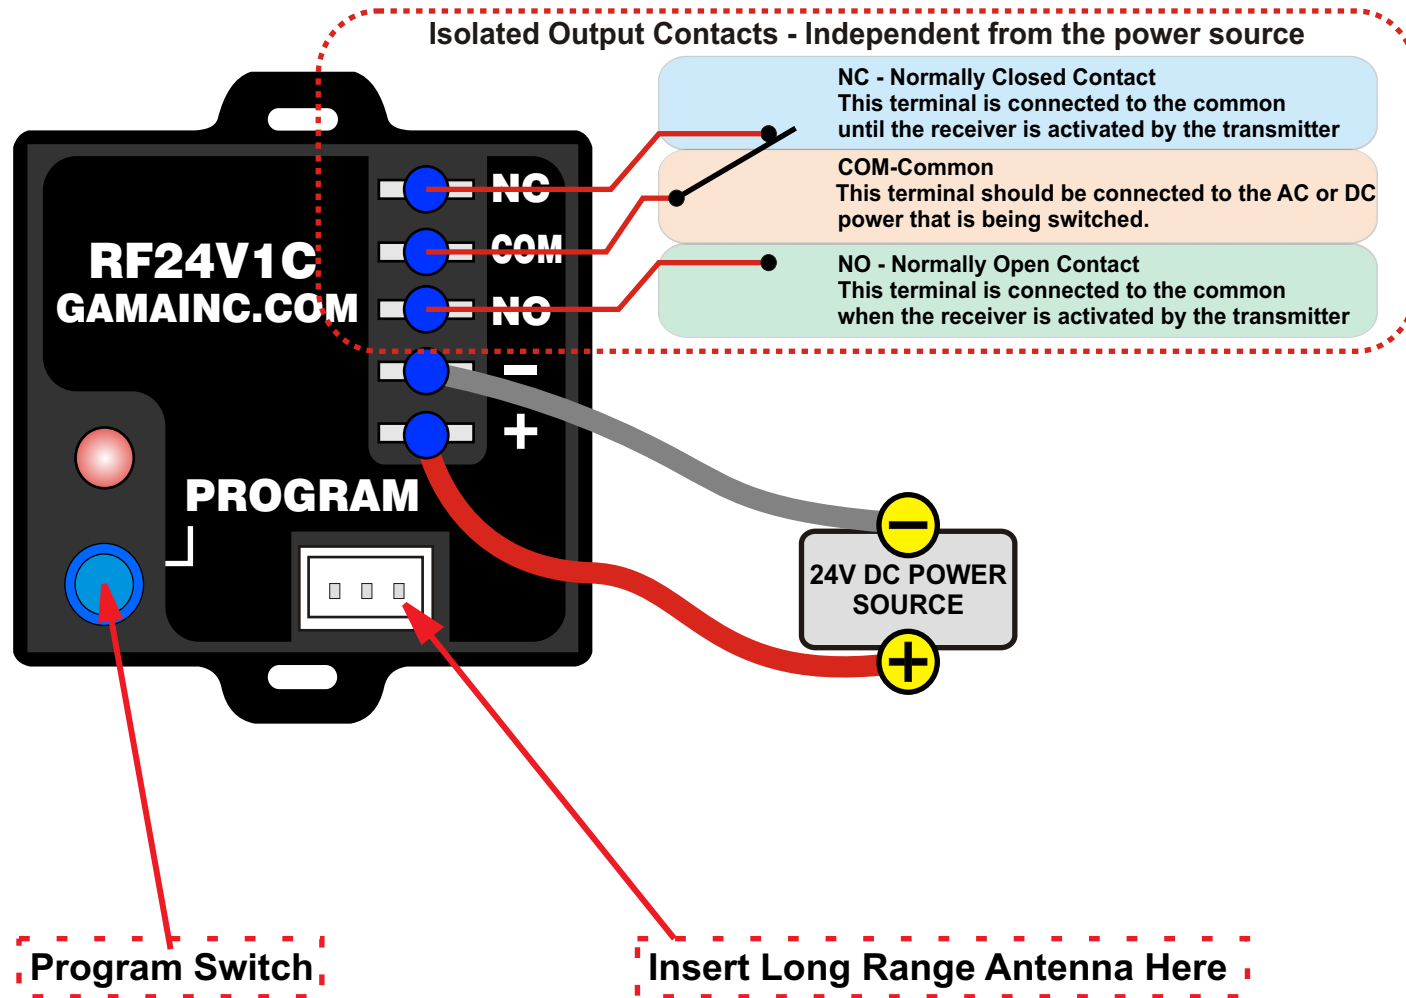 Isolated Output Contacts - Independent from the power source
NC - Normally Closed Contact
This terminal is connected to the common
until the receiver is activated by the transmitter
COM-Common
This terminal should be connected to the AC or DC
power that is being switched.
NO - Normally Open Contact
This terminal is connected to the common
when the receiver is activated by the transmitter
NC
COM
NO
−
+
RF24V1C
GAMAINC.COM
PROGRAM
−
24V DC POWER
SOURCE
+
Program Switch
Insert Long Range Antenna Here